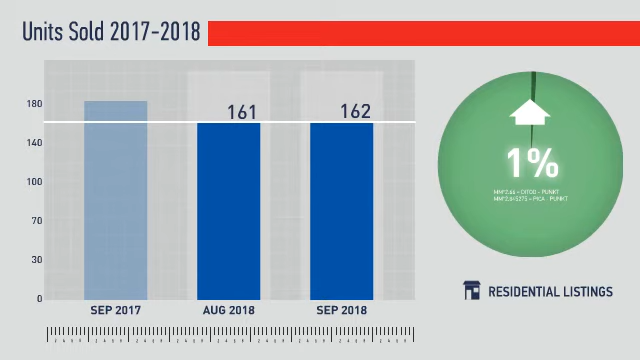 Units Sold 2017-2018
180
140
100
70
30
0
161
162
SEP 2017
AUG 2018
SEP 2018
1%
RESIDENTIAL LISTINGS